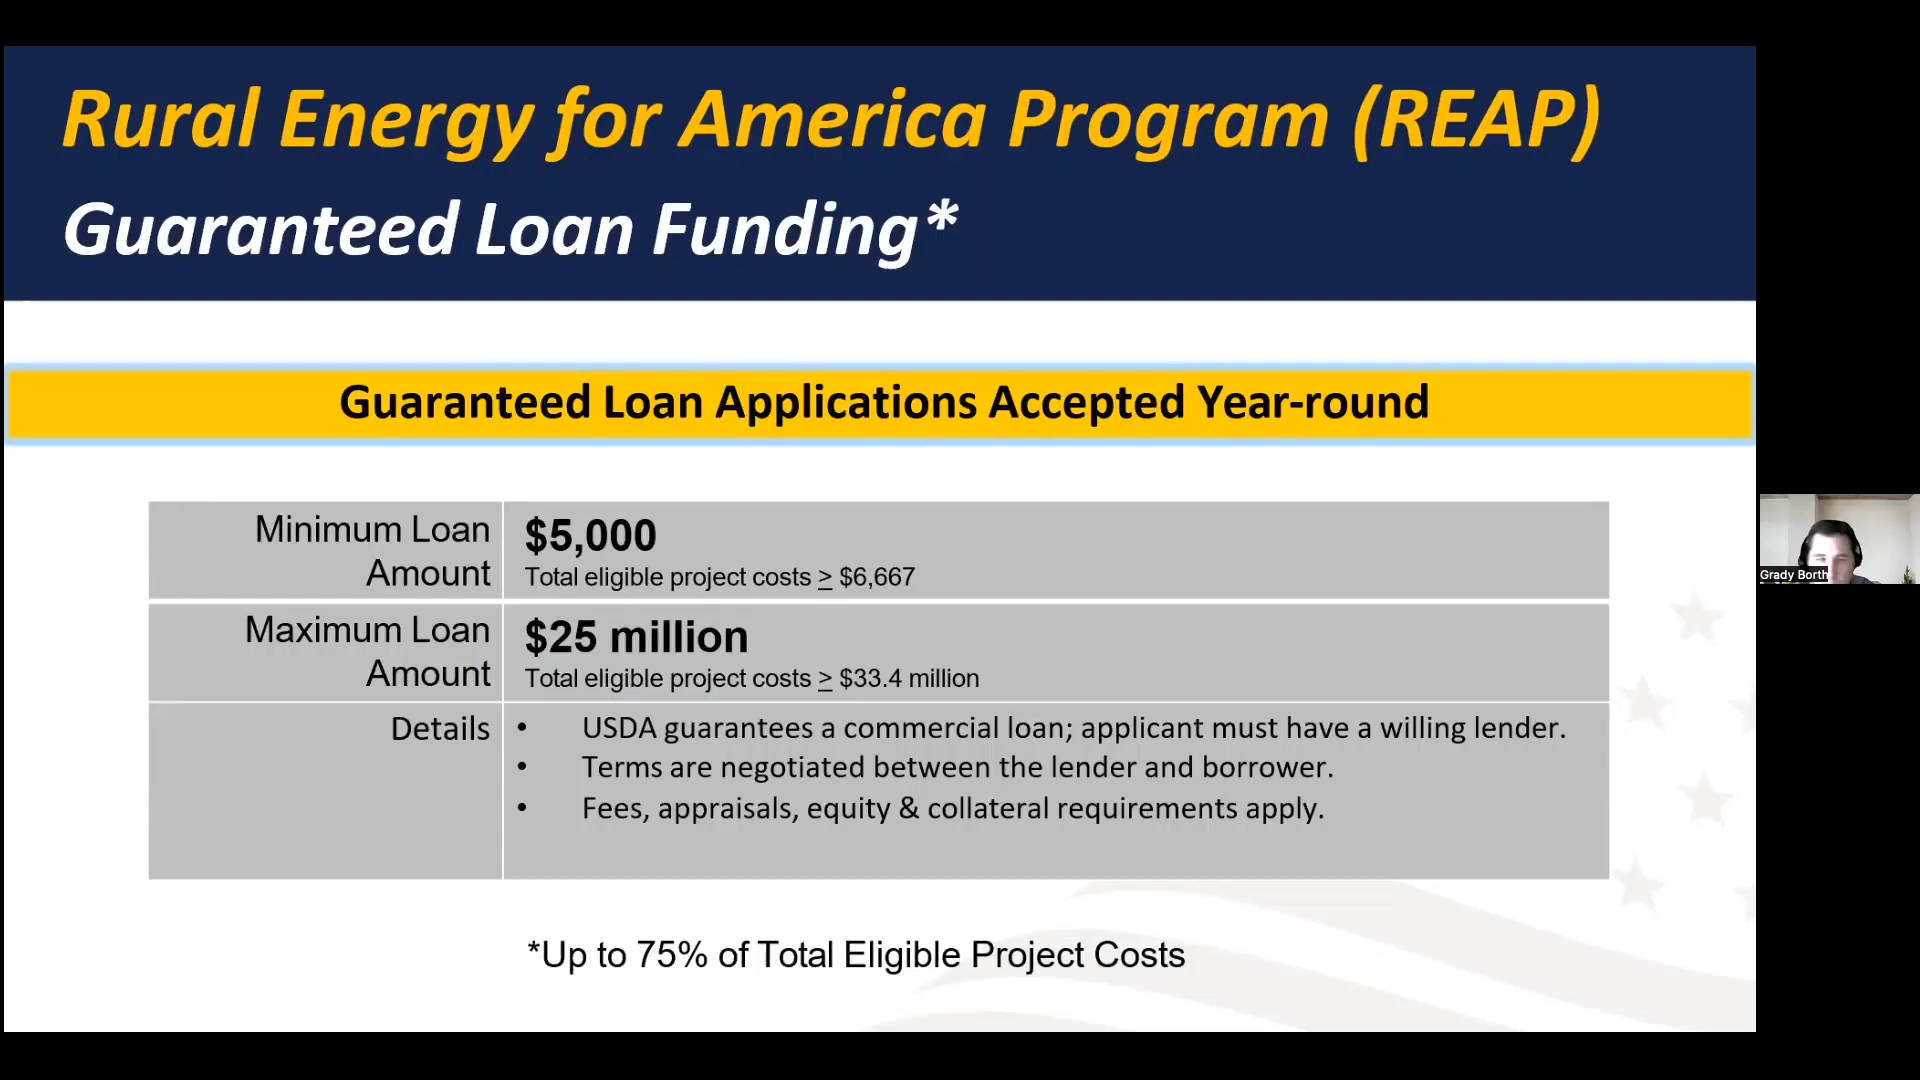 Rural Energy for America Program (REAP)
Guaranteed Loan Funding*
Guaranteed Loan Applications Accepted Year-round
Minimum Loan
Amount
$5,000
Total eligible project costs ≥ $6,667
Maximum Loan
Amount
$25 million
Total eligible project costs ≥ $33.4 million
Details
• USDA guarantees a commercial loan; applicant must have a willing lender.
• Terms are negotiated between the lender and borrower.
• Fees, appraisals, equity & collateral requirements apply.
*Up to 75% of Total Eligible Project Costs
Grady Borth